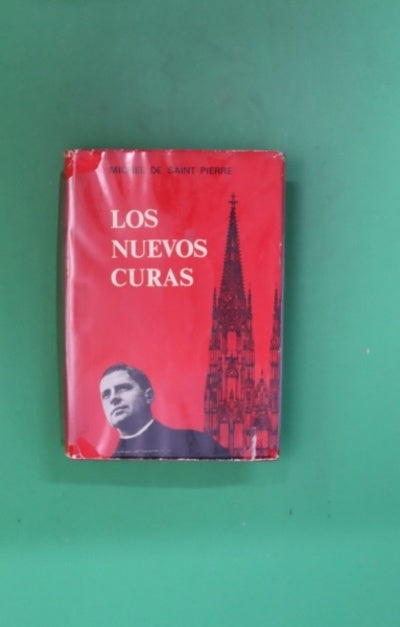 MICHEL DE SAINT PIERRE
LOS
NUEVOS
CURAS